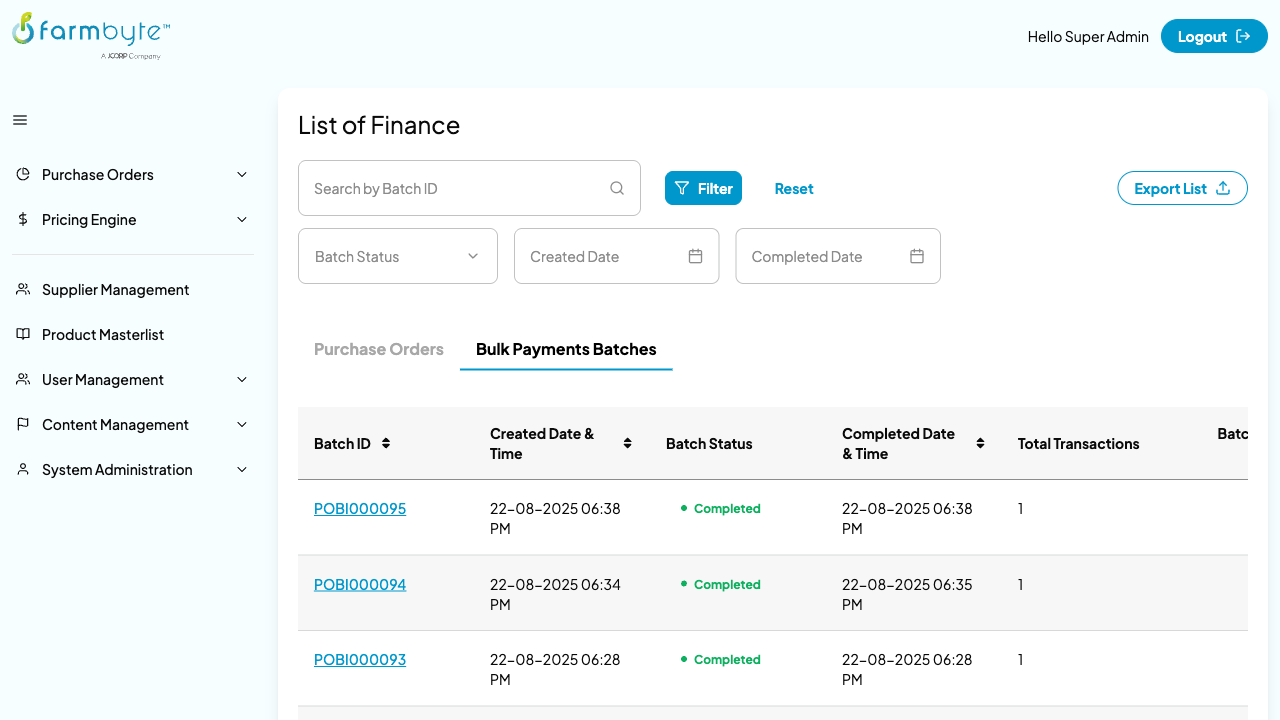 farmbyte™
A JCORP Company
Hello Super Admin
Logout
Purchase Orders
Pricing Engine
Supplier Management
Product Masterlist
User Management
Content Management
System Administration
List of Finance
Search by Batch ID
Filter
Reset
Export List
Batch Status
Created Date
Completed Date
Purchase Orders
Bulk Payments Batches
Batch ID
Created Date &
Time
Batch Status
Completed Date
& Time
Total Transactions
Batc
POBI000095
22-08-2025 06:38
PM
Completed
22-08-2025 06:38
PM
1
POBI000094
22-08-2025 06:34
PM
Completed
22-08-2025 06:35
PM
1
POBI000093
22-08-2025 06:28
PM
Completed
22-08-2025 06:28
PM
1